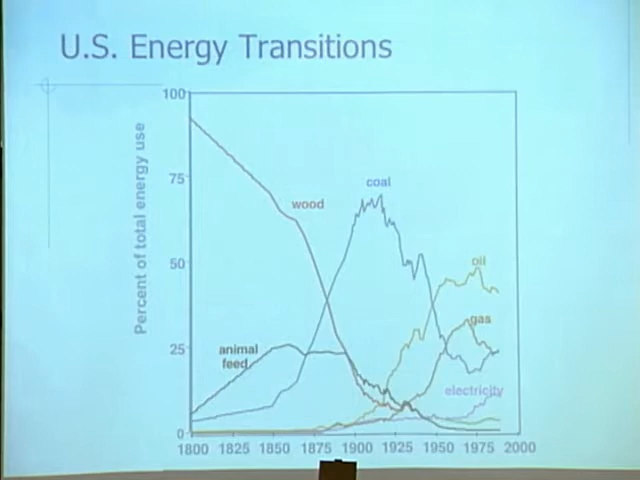 U.S. Energy Transitions
Percent of total energy use
100
75
50
25
0
wood
coal
oil
gas
animal
feed
electricity
1800 1825 1850 1875 1900 1925 1950 1975 2000